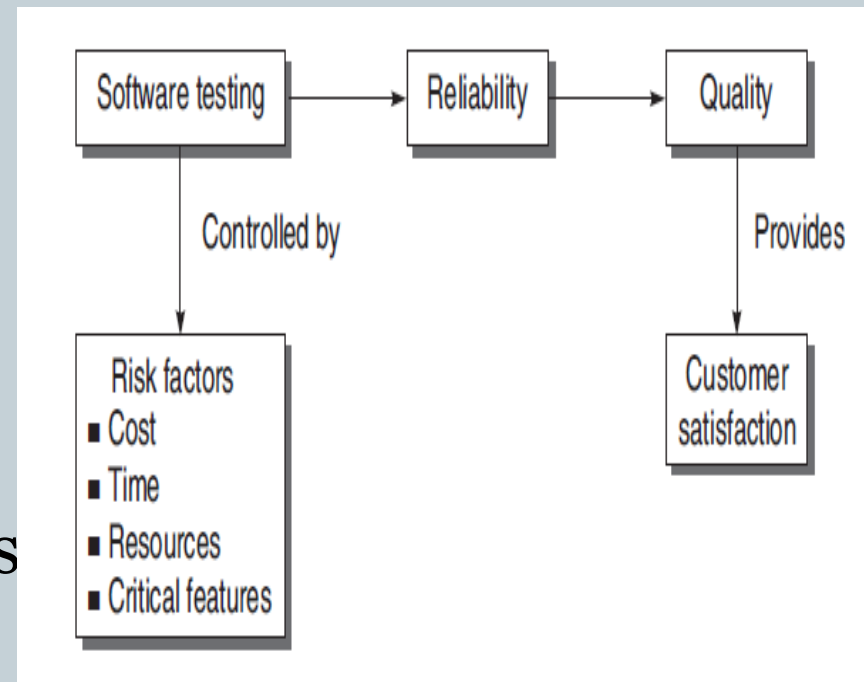 Software testing
Reliability
Quality
Controlled by
Provides
Risk factors
■ Cost
■ Time
■ Resources
■ Critical features
Customer
satisfaction
s